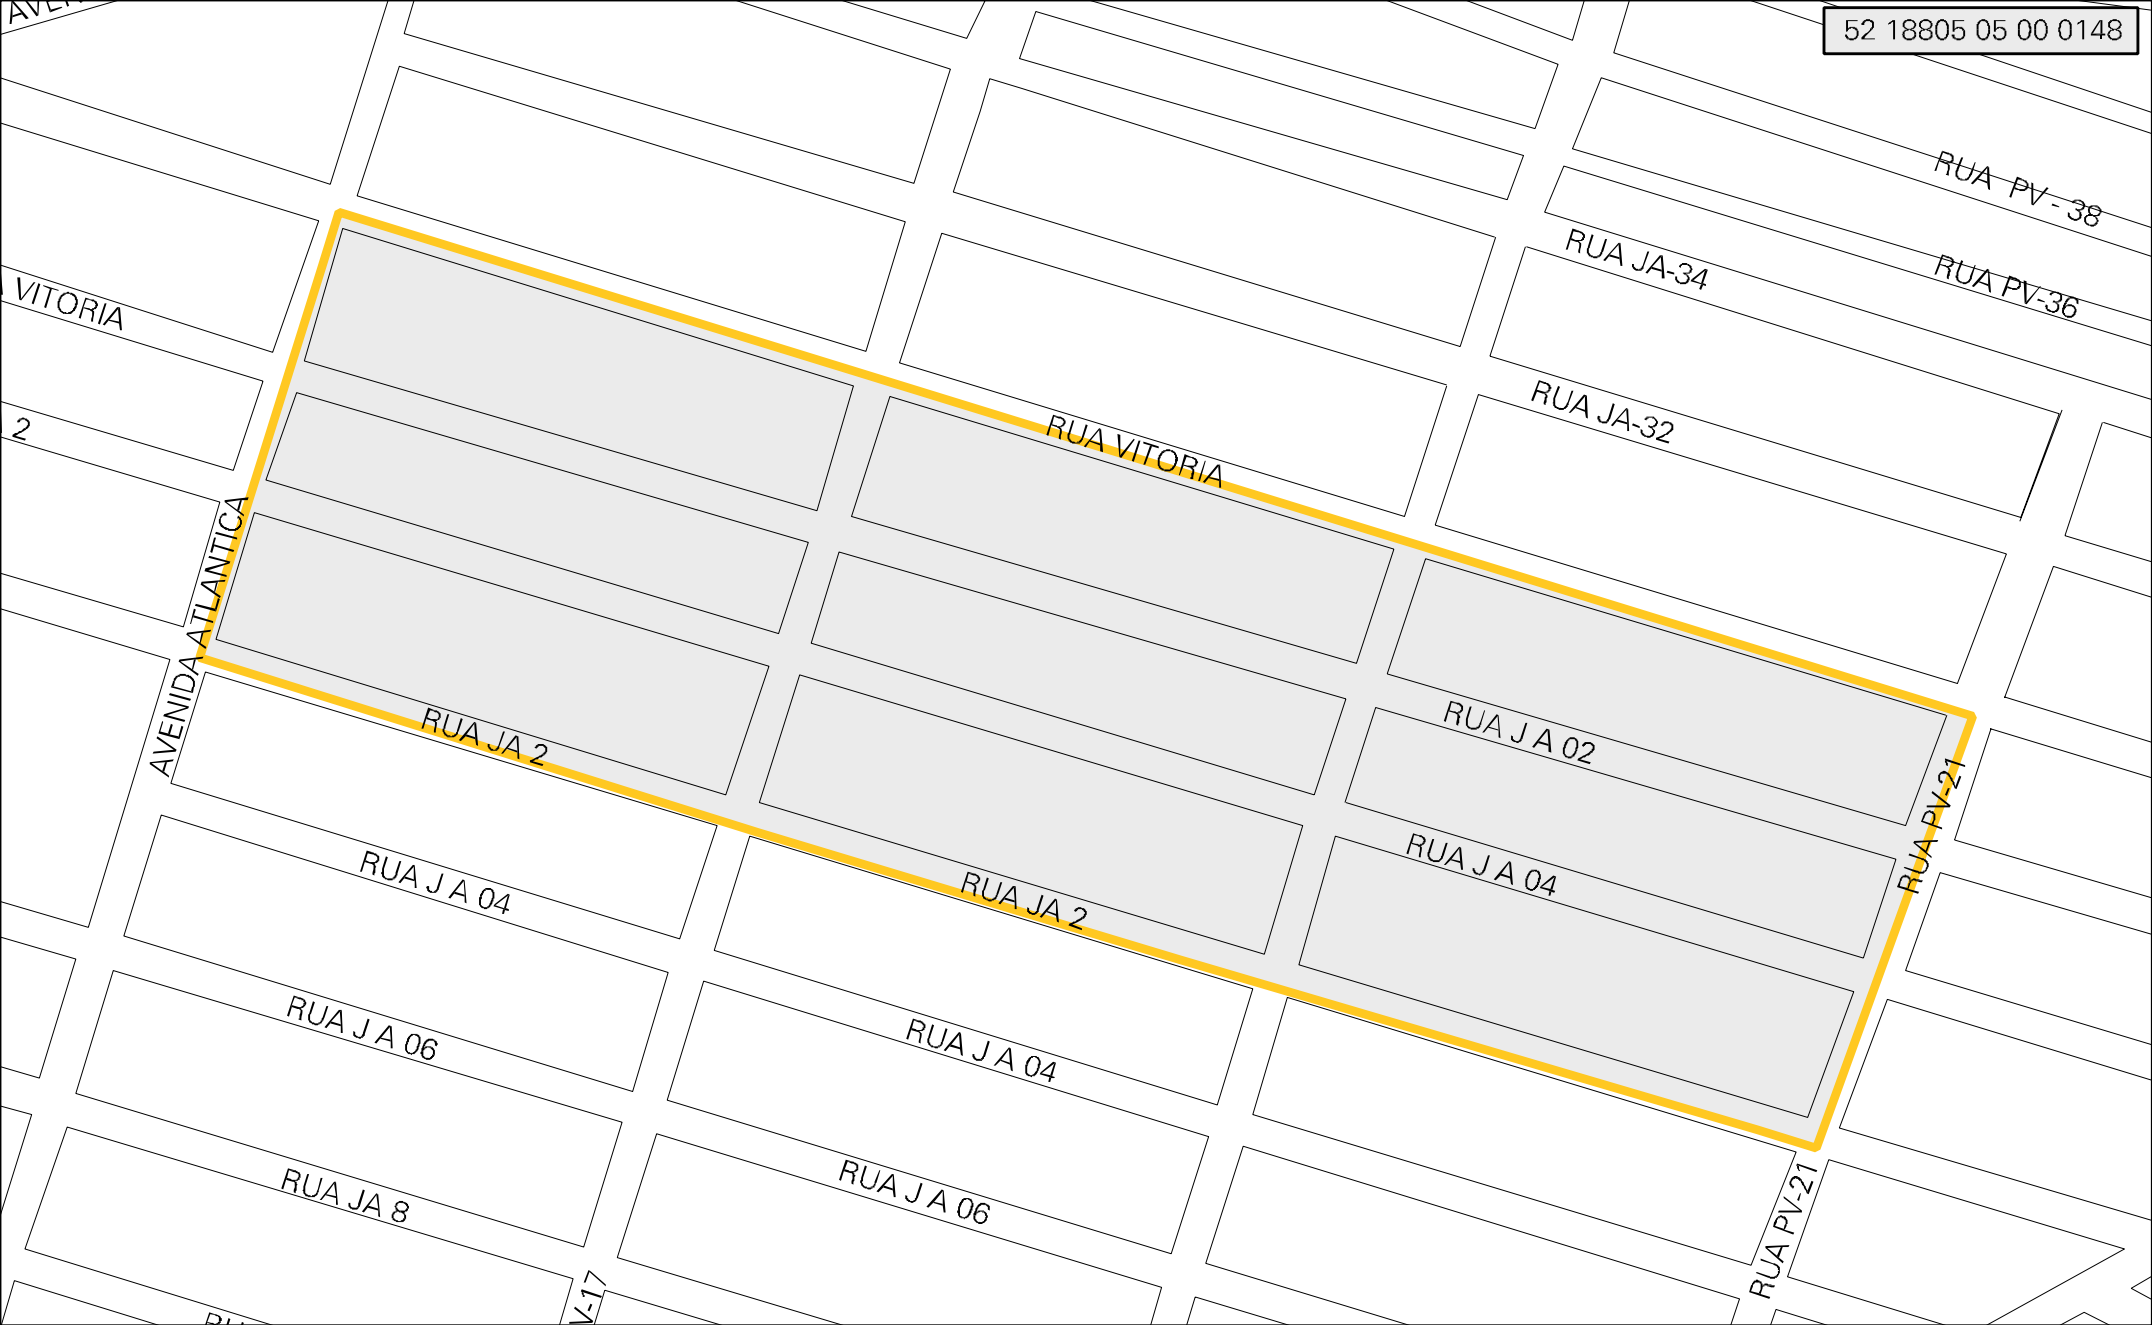 52 18805 05 00 0148
RUA PV - 38
RUA JA-34
RUA PV-36
VITORIA
RUA JA-32
2
RUA VITORIA
AVENIDA ATLANTICA
RUA JA 2
RUA J A 02
RUA PV-21
RUA J A 04
RUA J A 04
RUA JA 2
RUA J A 06
RUA J A 04
RUA JA 8
RUA J A 06
RUA PV-21
V-17